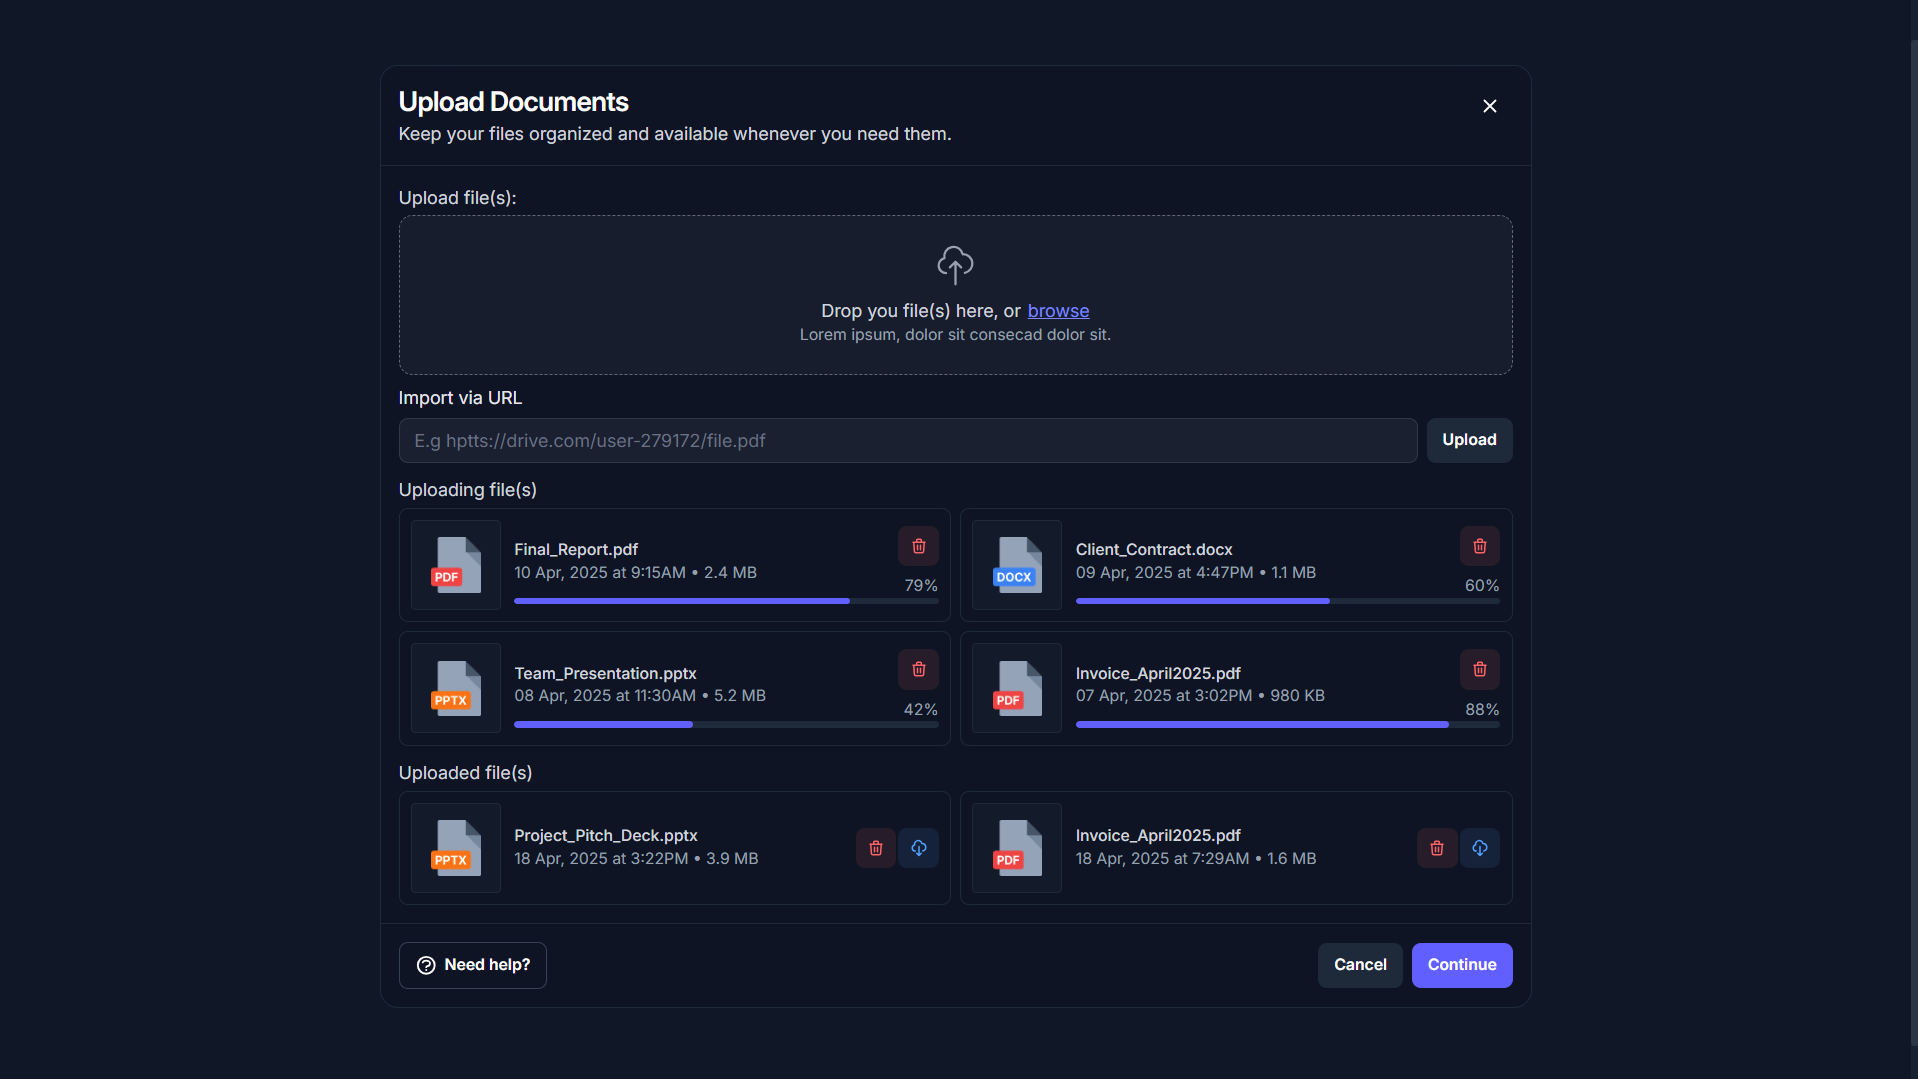 Upload Documents
Keep your files organized and available whenever you need them.
Upload file(s):
Drop you file(s) here, or browse
Lorem ipsum, dolor sit consecad dolor sit.
Import via URL
E.g hptts://drive.com/user-279172/file.pdf
Upload
Uploading file(s)
PDF
Final_Report.pdf
10 Apr, 2025 at 9:15AM • 2.4 MB
79%
DOCX
Client_Contract.docx
09 Apr, 2025 at 4:47PM • 1.1 MB
60%
PPTX
Team_Presentation.pptx
08 Apr, 2025 at 11:30AM • 5.2 MB
42%
PDF
Invoice_April2025.pdf
07 Apr, 2025 at 3:02PM • 980 KB
88%
Uploaded file(s)
PPTX
Project_Pitch_Deck.pptx
18 Apr, 2025 at 3:22PM • 3.9 MB
PDF
Invoice_April2025.pdf
18 Apr, 2025 at 7:29AM • 1.6 MB
Need help?
Cancel
Continue